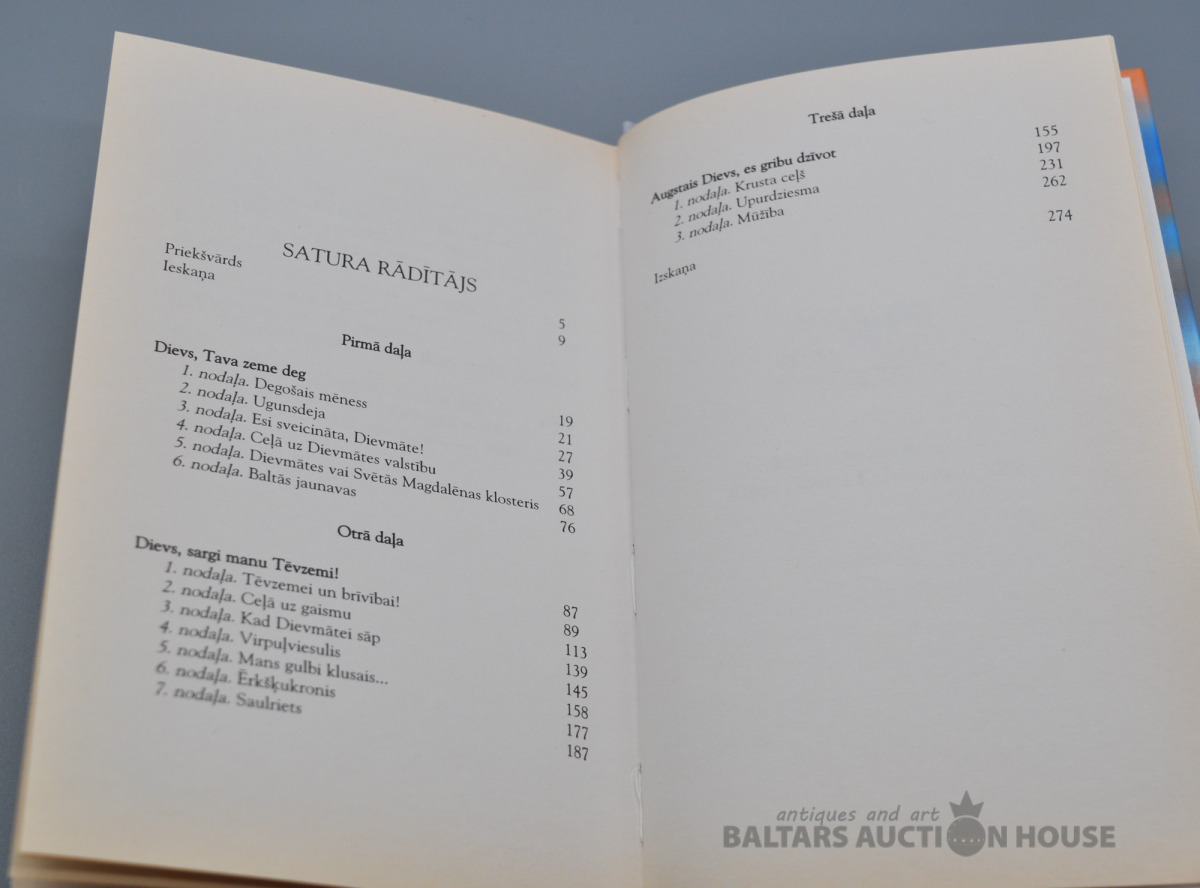 SATURA RĀDĪTĀJS
Priekšvārds 5
Ieskaņa 9
Pirmā daļa
Dievs, Tava zeme deg 19
1. nodaļa. Degošais mēness 21
2. nodaļa. Ugunsdeja 27
3. nodaļa. Esi sveicināta, Dievmāte! 39
4. nodaļa. Ceļā uz Dievmātes valstību 57
5. nodaļa. Dievmātes vai Svētās Magdalēnas klosteris 68
6. nodaļa. Baltās jaunavas 76
Otrā daļa
Dievs, sargi manu Tēvzemi! 87
1. nodaļa. Tēvzemei un brīvībai! 89
2. nodaļa. Ceļā uz gaismu 113
3. nodaļa. Kad Dievmātei sāp 139
4. nodaļa. Virpuļviesulis 145
5. nodaļa. Mans gulbi klusais... 158
6. nodaļa. Ērkšķukronis 177
7. nodaļa. Saulriets 187
Trešā daļa
Augstais Dievs, es gribu dzīvot 155
1. nodaļa. Krusta ceļš 197
2. nodaļa. Upurdziesma 231
3. nodaļa. Mūžība 262
Izskaņa 274
antiques and art
BALTARS AUCTION HOUSE